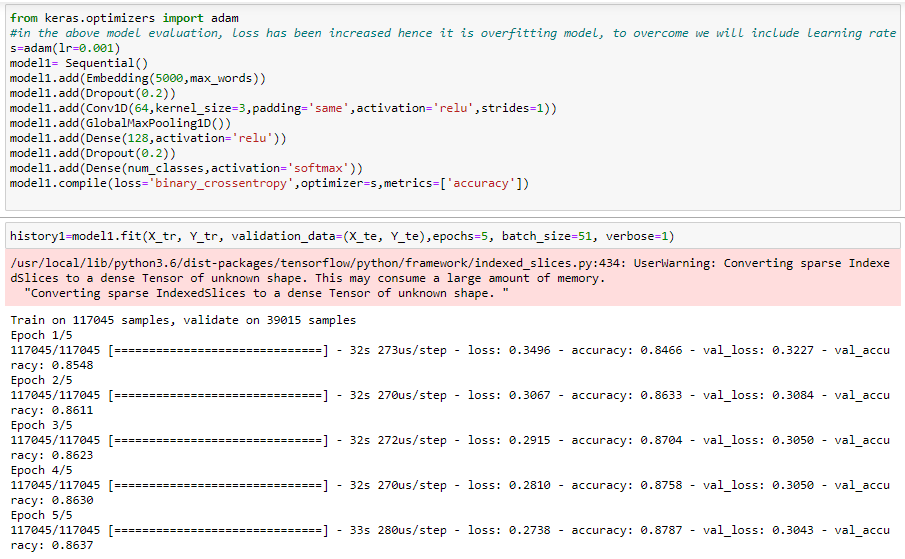 from keras.optimizers import adam
#in the above model evaluation, loss has been increased hence it is overfitting model, to overcome we will include learning rate
s=adam(lr=0.001)
model1= Sequential()
model1.add(Embedding(5000,max_words))
model1.add(Dropout(0.2))
model1.add(Conv1D(64,kernel_size=3,padding='same',activation='relu',strides=1))
model1.add(GlobalMaxPooling1D())
model1.add(Dense(128,activation='relu'))
model1.add(Dropout(0.2))
model1.add(Dense(num_classes,activation='softmax'))
model1.compile(loss='binary_crossentropy',optimizer=s,metrics=['accuracy'])
history1=model1.fit(X_tr, Y_tr, validation_data=(X_te, Y_te),epochs=5, batch_size=51, verbose=1)
/usr/local/lib/python3.6/dist-packages/tensorflow/python/framework/indexed_slices.py:434: UserWarning: Converting sparse Indexe
dSlices to a dense Tensor of unknown shape. This may consume a large amount of memory.
  "Converting sparse IndexedSlices to a dense Tensor of unknown shape. "
Train on 117045 samples, validate on 39015 samples
Epoch 1/5
117045/117045 [==============================] - 32s 273us/step - loss: 0.3496 - accuracy: 0.8466 - val_loss: 0.3227 - val_accu
racy: 0.8548
Epoch 2/5
117045/117045 [==============================] - 32s 270us/step - loss: 0.3067 - accuracy: 0.8633 - val_loss: 0.3084 - val_accu
racy: 0.8611
Epoch 3/5
117045/117045 [==============================] - 32s 272us/step - loss: 0.2915 - accuracy: 0.8704 - val_loss: 0.3050 - val_accu
racy: 0.8623
Epoch 4/5
117045/117045 [==============================] - 32s 270us/step - loss: 0.2810 - accuracy: 0.8758 - val_loss: 0.3050 - val_accu
racy: 0.8630
Epoch 5/5
117045/117045 [==============================] - 33s 280us/step - loss: 0.2738 - accuracy: 0.8787 - val_loss: 0.3043 - val_accu
racy: 0.8637